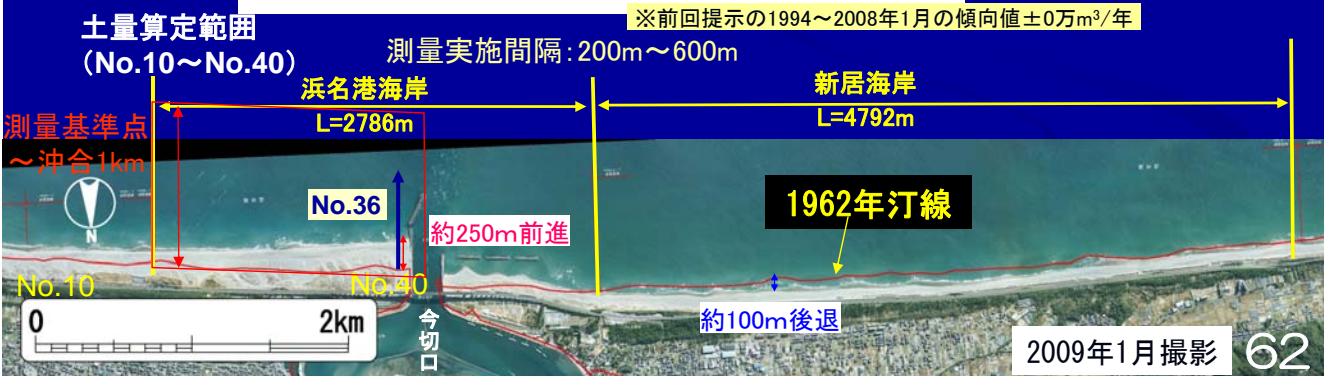 ※前回提示の1994～2008年1月の傾向値±0万m³/年
土量算定範囲
（No.10～No.40）
測量実施間隔：200m～600m
浜名港海岸
L=2786m
新居海岸
L=4792m
測量基準点
～沖合1km
No.36
1962年汀線
約250m前進
N
No.10
No.40
約100m後退
0
2km
今切口
2009年1月撮影
62